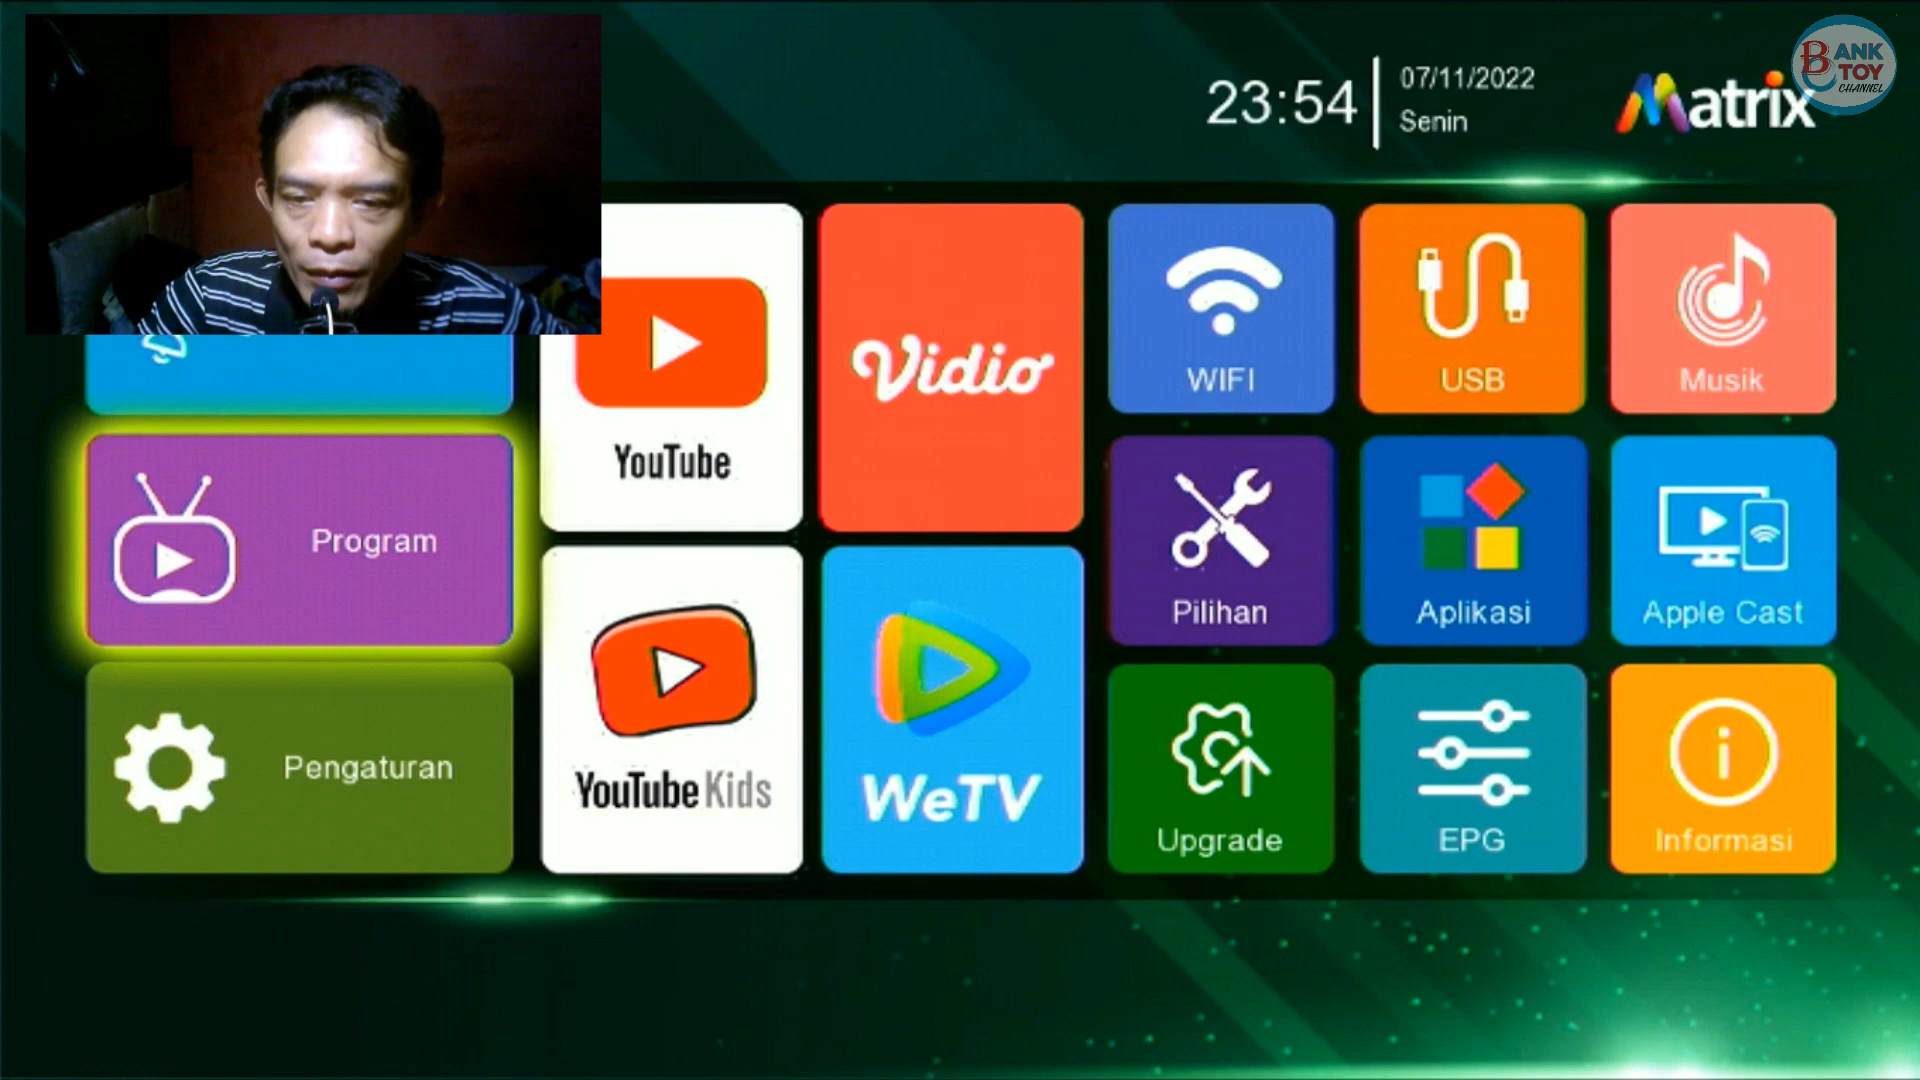 23:54
07/11/2022
Senin
Matrix
BANK
TOY
CHANNEL
Program
Pengaturan
YouTube
Vidio
YouTube Kids
WeTV
WIFI
USB
Musik
Pilihan
Aplikasi
Apple Cast
Upgrade
EPG
Informasi